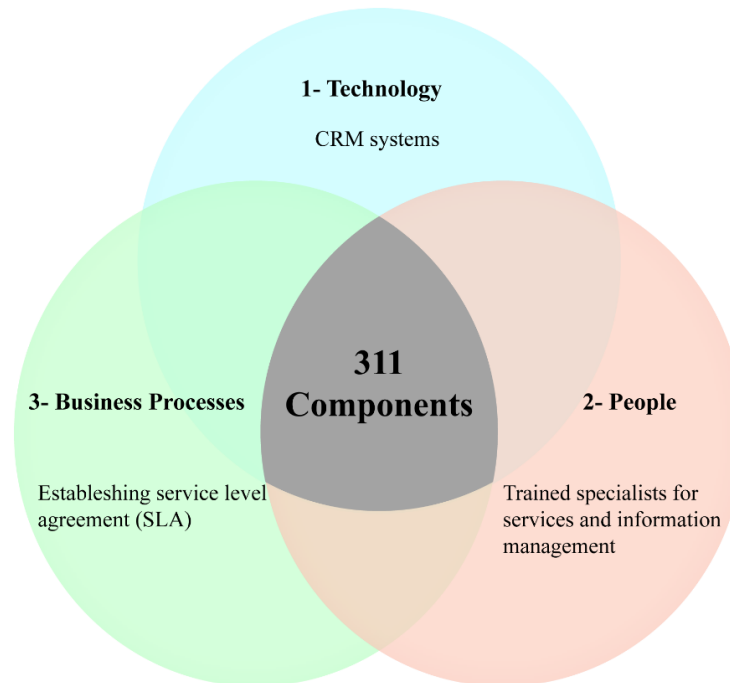 1- Technology
CRM systems
311
Components
3- Business Processes
Estableshing service level
agreement (SLA)
2- People
Trained specialists for
services and information
management